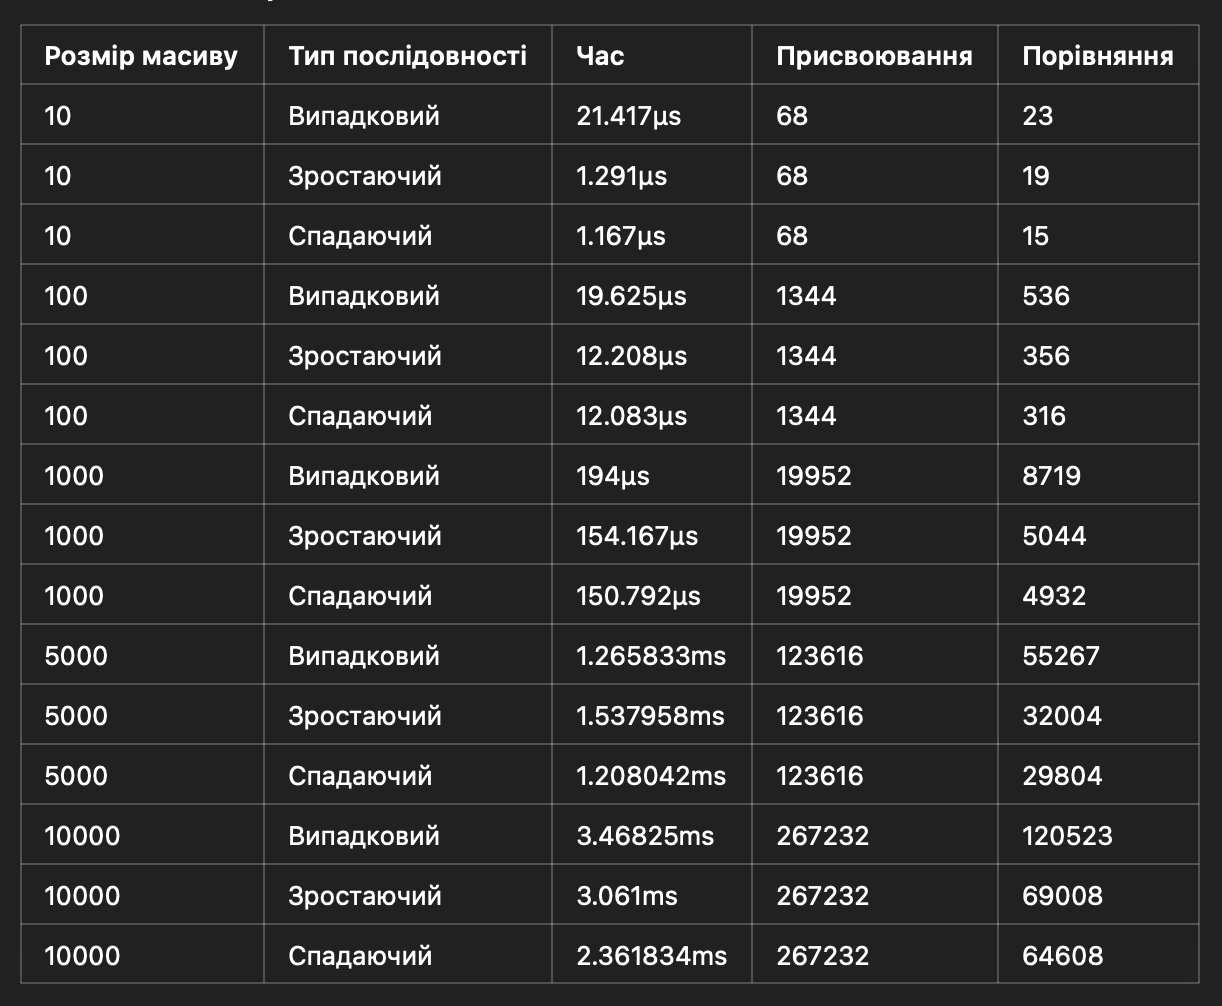 Розмір масиву Тип послідовності Час Присвоювання Порівняння
10 Випадковий 21.417µs 68 23
10 Зростаючий 1.291µs 68 19
10 Спадаючий 1.167µs 68 15
100 Випадковий 19.625µs 1344 536
100 Зростаючий 12.208µs 1344 356
100 Спадаючий 12.083µs 1344 316
1000 Випадковий 194µs 19952 8719
1000 Зростаючий 154.167µs 19952 5044
1000 Спадаючий 150.792µs 19952 4932
5000 Випадковий 1.265833ms 123616 55267
5000 Зростаючий 1.537958ms 123616 32004
5000 Спадаючий 1.208042ms 123616 29804
10000 Випадковий 3.46825ms 267232 120523
10000 Зростаючий 3.061ms 267232 69008
10000 Спадаючий 2.361834ms 267232 64608